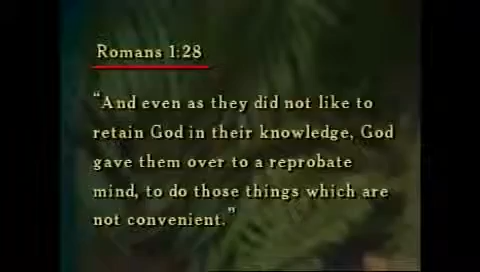 Romans 1:28
“And even as they did not like to
retain God in their knowledge, God
gave them over to a reprobate
mind, to do those things which are
not convenient.”